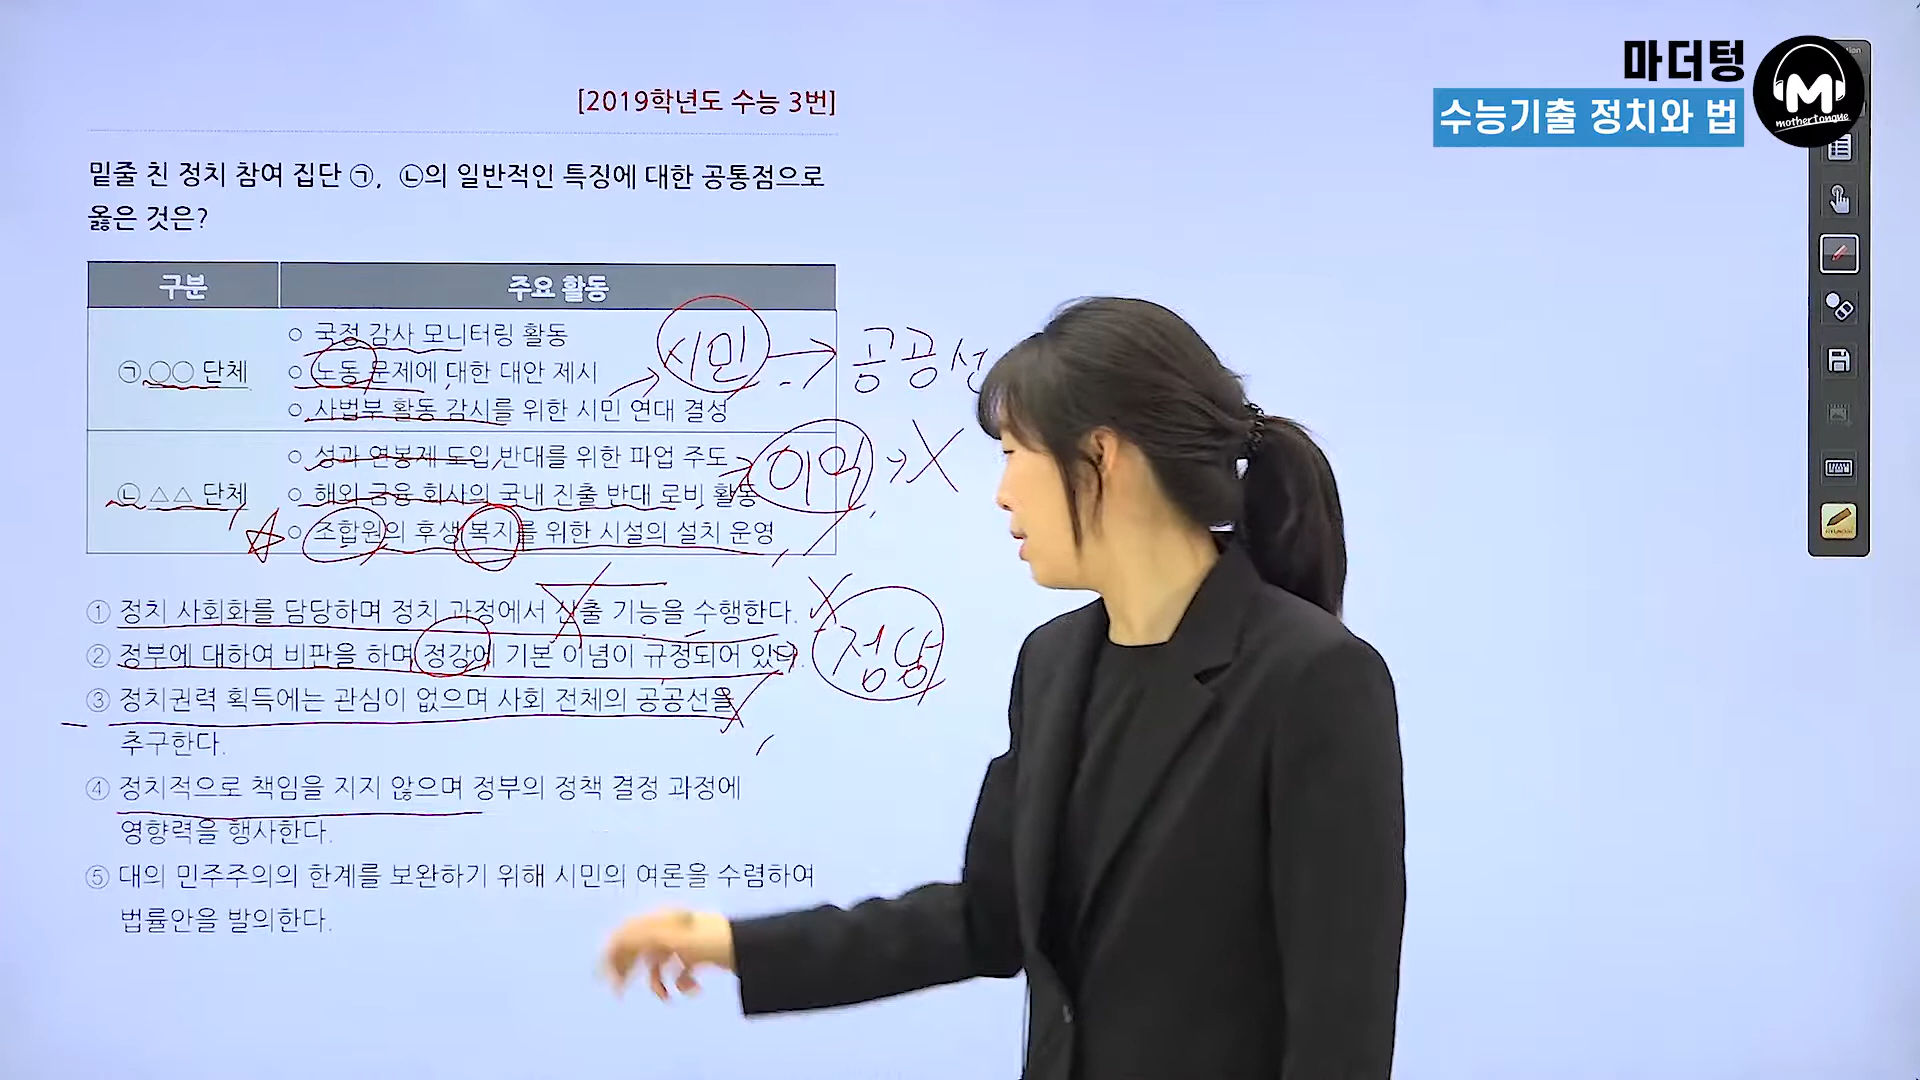 마더텅
수능기출 정치와 법
M
mothertongue
[2019학년도 수능 3번]
밑줄 친 정치 참여 집단 ㉠, ㉡의 일반적인 특징에 대한 공통점으로
옳은 것은?
구분 주요 활동
㉠ ○○ 단체
○ 국정 감사 모니터링 활동
○ 노동 문제에 대한 대안 제시
○ 사법부 활동 감시를 위한 시민 연대 결성
시민 → 공공선
㉡ △△ 단체
○ 성과 연봉제 도입 반대를 위한 파업 주도
○ 해외 금융 회사의 국내 진출 반대 로비 활동
○ 조합원의 후생 복지를 위한 시설의 설치 운영
이익 → X
① 정치 사회화를 담당하며 정치 과정에서 산출 기능을 수행한다.
② 정부에 대하여 비판을 하며 정강에 기본 이념이 규정되어 있다.
정당
③ 정치권력 획득에는 관심이 없으며 사회 전체의 공공선을
추구한다.
④ 정치적으로 책임을 지지 않으며 정부의 정책 결정 과정에
영향력을 행사한다.
⑤ 대의 민주주의의 한계를 보완하기 위해 시민의 여론을 수렴하여
법률안을 발의한다.